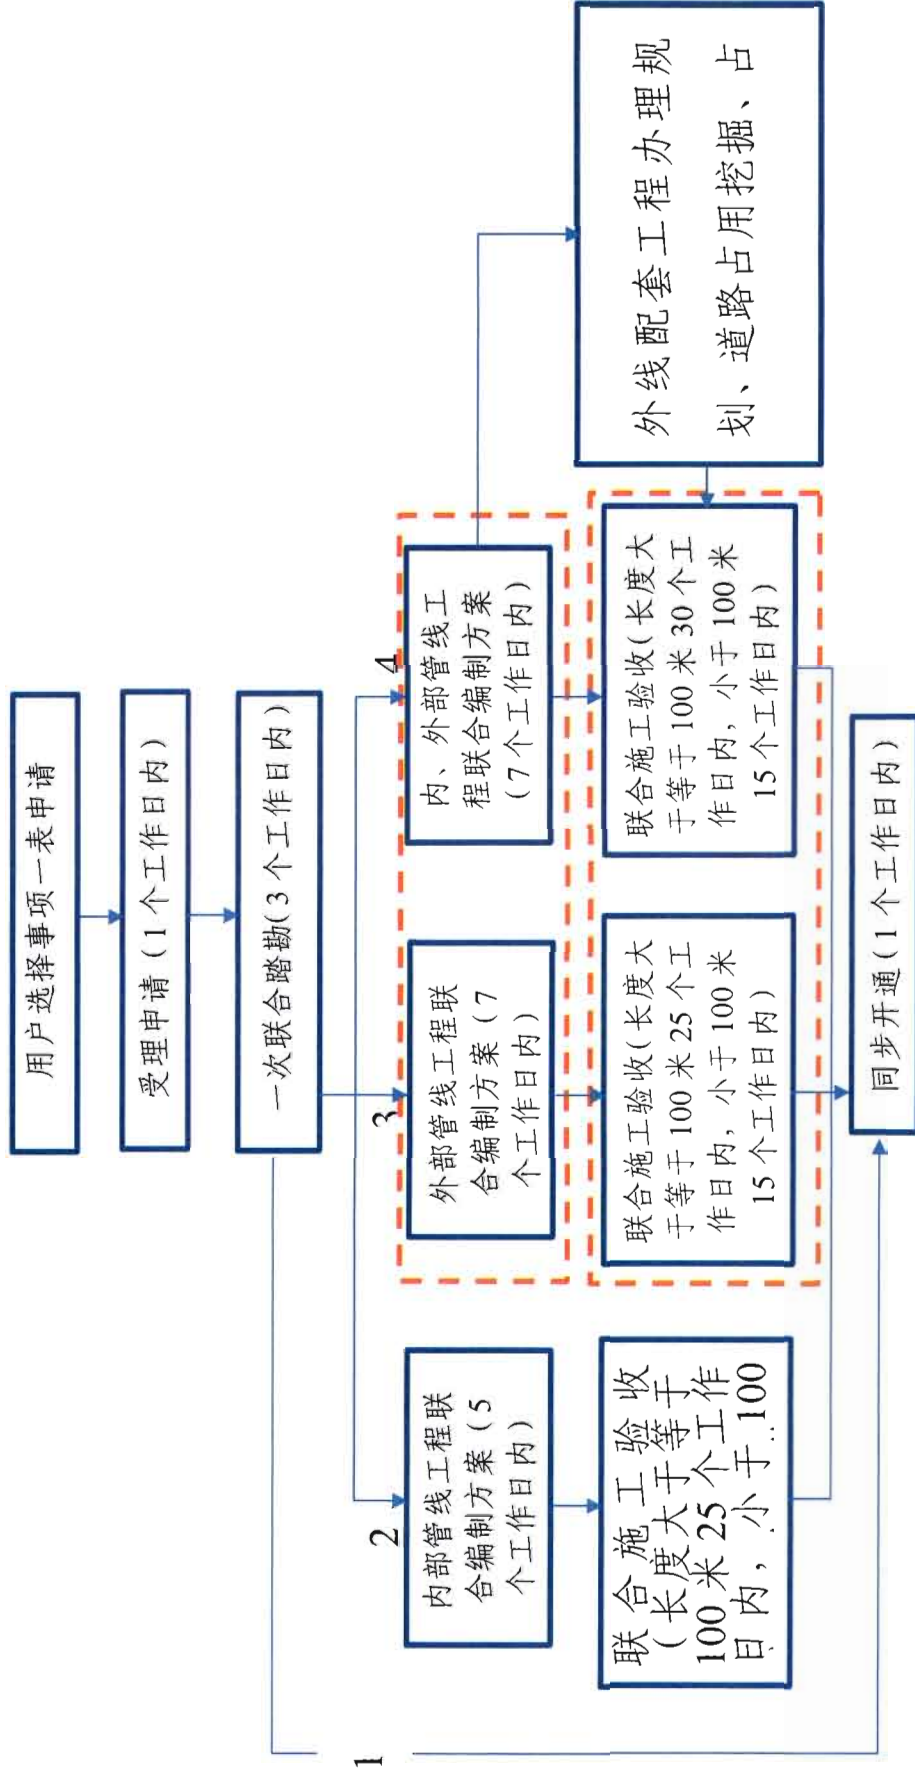 用户选择事项一表申请
受理申请(1个工作日内)
一次联合踏勘(3个工作日内)
1
2
内部管线工程联
合编制方案(5
个工作日内)
3
外部管线工程联
合编制方案(7
个工作日内)
4
内、外部管线工
程联合编制方案
(7个工作日内)
联合施工验收
(长度大于等于
100米25个工作
日内,小于100
联合施工验收(长度大
于等于100米25个工
作日内,小于100米
15个工作日内)
联合施工验收(长度大
于等于100米30个工
作日内,小于100米
15个工作日内)
外线配套工程办理规
划、道路占用挖掘、占
同步开通(1个工作日内)